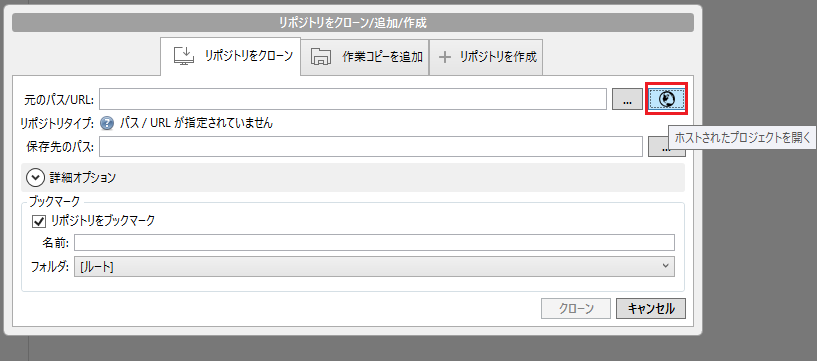 リポジトリをクローン/追加/作成
リポジトリをクローン 作業コピーを追加 リポジトリを作成
元のパス/URL: ...
ホストされたプロジェクトを開く
リポジトリタイプ: ? パス / URL が指定されていません
保存先のパス: ...
詳細オプション
ブックマーク
リポジトリをブックマーク
名前:
フォルダ: [ルート]
クローン キャンセル